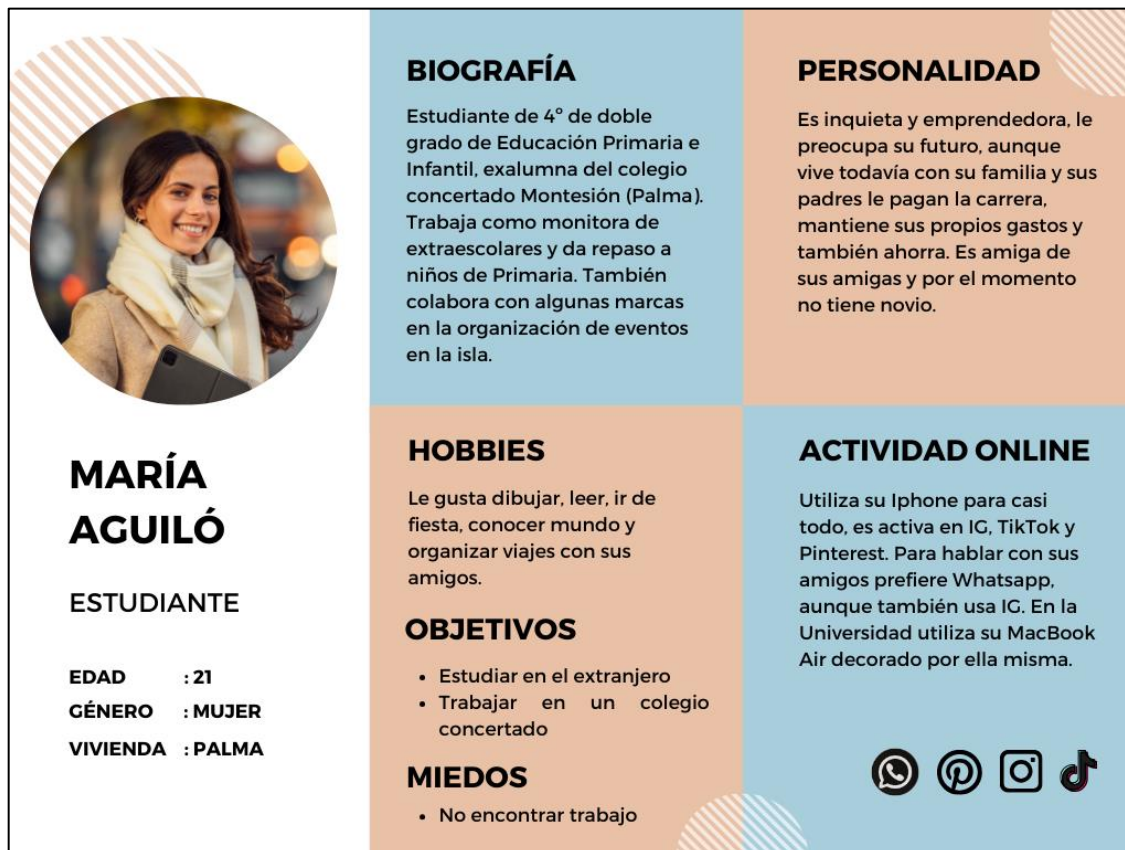 MARÍA
AGUILÓ
ESTUDIANTE
EDAD : 21
GÉNERO : MUJER
VIVIENDA : PALMA
BIOGRAFÍA
Estudiante de 4º de doble
grado de Educación Primaria e
Infantil, exalumna del colegio
concertado Montesión (Palma).
Trabaja como monitora de
extraescolares y da repaso a
niños de Primaria. También
colabora con algunas marcas
en la organización de eventos
en la isla.
PERSONALIDAD
Es inquieta y emprendedora, le
preocupa su futuro, aunque
vive todavía con su familia y sus
padres le pagan la carrera,
mantiene sus propios gastos y
también ahorra. Es amiga de
sus amigas y por el momento
no tiene novio.
HOBBIES
Le gusta dibujar, leer, ir de
fiesta, conocer mundo y
organizar viajes con sus
amigos.
OBJETIVOS
• Estudiar en el extranjero
• Trabajar en un colegio
concertado
MIEDOS
• No encontrar trabajo
ACTIVIDAD ONLINE
Utiliza su Iphone para casi
todo, es activa en IG, TikTok y
Pinterest. Para hablar con sus
amigos prefiere Whatsapp,
aunque también usa IG. En la
Universidad utiliza su MacBook
Air decorado por ella misma.